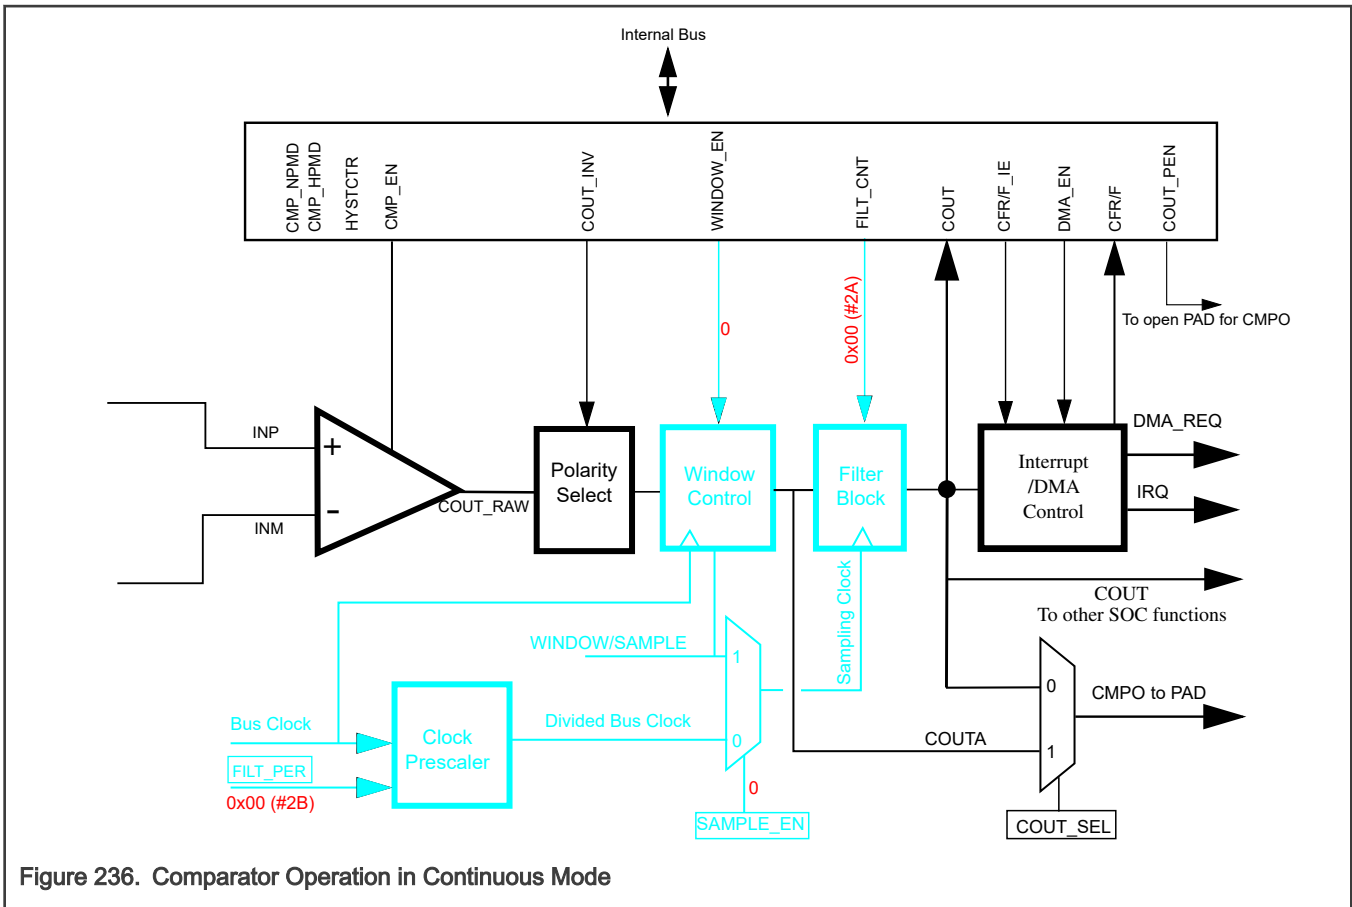 Internal Bus
CMP_NPMD
CMP_HPMD
HYSTCTR
CMP_EN
COUT_INV
WINDOW_EN
FILT_CNT
COUT
CFR/F_IE
DMA_EN
CFR/F
COUT_PEN
0
0x00 (#2A)
To open PAD for CMPO
INP
+
INM
-
COUT_RAW
Polarity
Select
Window
Control
Filter
Block
Interrupt
/DMA
Control
DMA_REQ
IRQ
COUT
To other SOC functions
Sampling Clock
WINDOW/SAMPLE
1
0
Bus Clock
FILT_PER
0x00 (#2B)
Clock
Prescaler
Divided Bus Clock
0
SAMPLE_EN
COUTA
0
1
CMPO to PAD
COUT_SEL
Figure 236. Comparator Operation in Continuous Mode